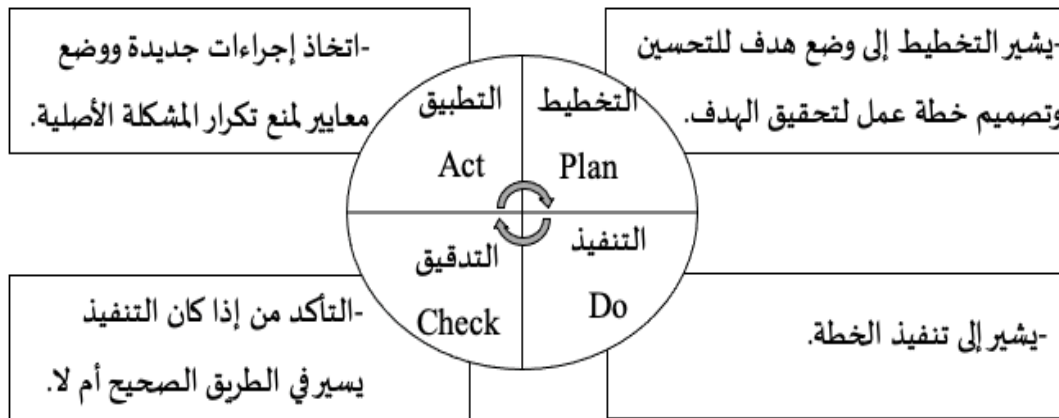 -يشير التخطيط إلى وضع هدف للتحسين
وتصميم خطة عمل لتحقيق الهدف.
التخطيط
Plan
التطبيق
Act
-اتخاذ إجراءات جديدة ووضع
معايير لمنع تكرار المشكلة الأصلية.
-يشير إلى تنفيذ الخطة.
التنفيذ
Do
التدقيق
Check
-التأكد من إذا كان التنفيذ
يسير في الطريق الصحيح أم لا.